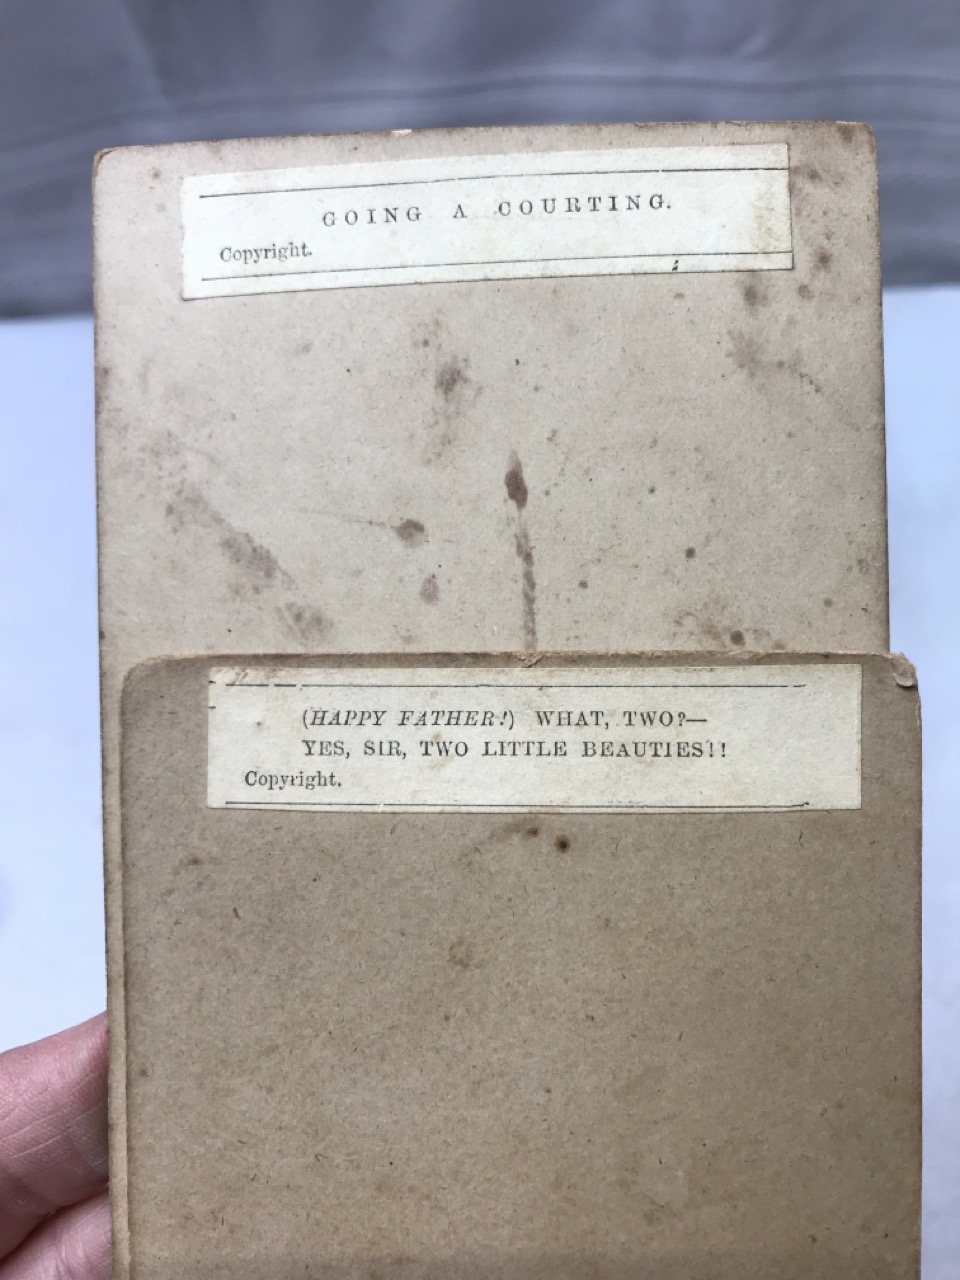 GOING A COURTING.
Copyright.
(HAPPY FATHER!) WHAT, TWO?—
YES, SIR, TWO LITTLE BEAUTIES!!
Copyright.